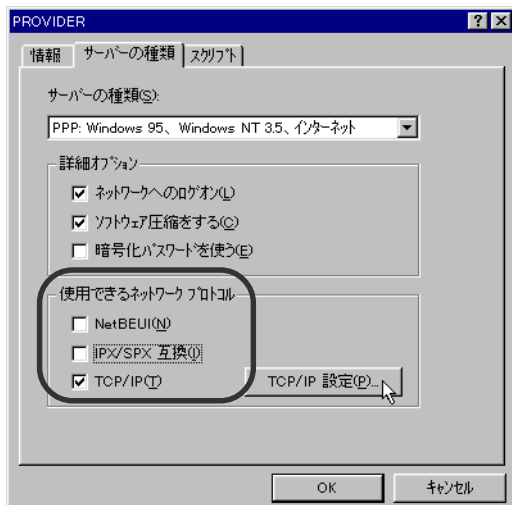 PROVIDER
情報 サーバーの種類 スクリプト
サーバーの種類(S):
PPP: Windows 95、Windows NT 3.5、インターネット
詳細オプション
ネットワークへのログオン(L)
ソフトウェア圧縮をする(C)
暗号化パスワードを使う(E)
使用できるネットワーク プロトコル
NetBEUI(N)
IPX/SPX 互換(I)
TCP/IP(T) TCP/IP 設定(P)...
OK キャンセル